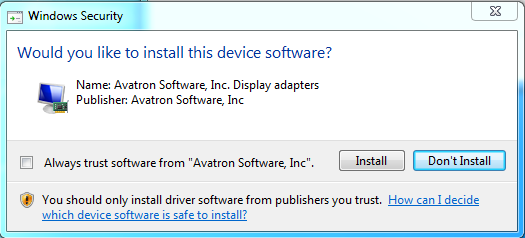 Windows Security
Would you like to install this device software?
Name: Avatron Software, Inc. Display adapters
Publisher: Avatron Software, Inc
Always trust software from "Avatron Software, Inc".
Install
Don't Install
You should only install driver software from publishers you trust. How can I decide
which device software is safe to install?